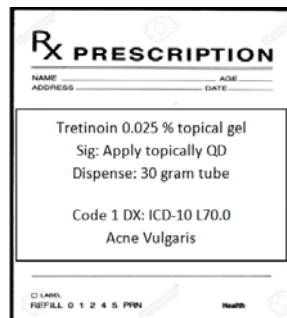 Rx PRESCRIPTION
NAME AGE
ADDRESS DATE
Tretinoin 0.025 % topical gel
Sig: Apply topically QD
Dispense: 30 gram tube
Code 1 DX: ICD-10 L70.0
Acne Vulgaris
LABEL
REFILL 0 1 2 4 5 PRN Health